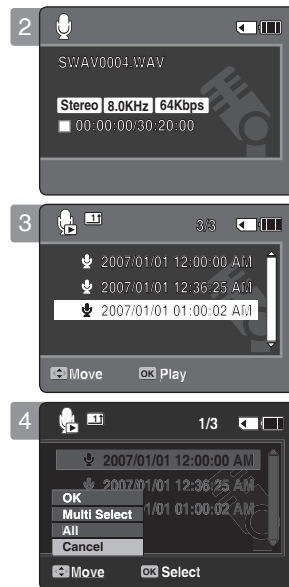 2
SWAV0004.WAV
Stereo 8.0KHz 64Kbps
00:00:00/30:20:00
3
3/3
2007/01/01 12:00:00 AM
2007/01/01 12:36:25 AM
2007/01/01 01:00:02 AM
Move OK Play
4
1/3
2007/01/01 12:00:00 AM
2007/01/01 12:36:25 AM
1/01 01:00:02 AM
OK
Multi Select
All
Cancel
Move OK Select